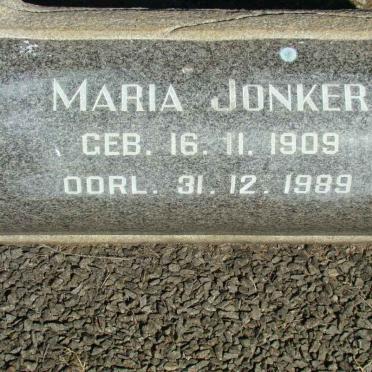 MARIA JONKER
GEB. 16. 11. 1909
OORL. 31. 12. 1989